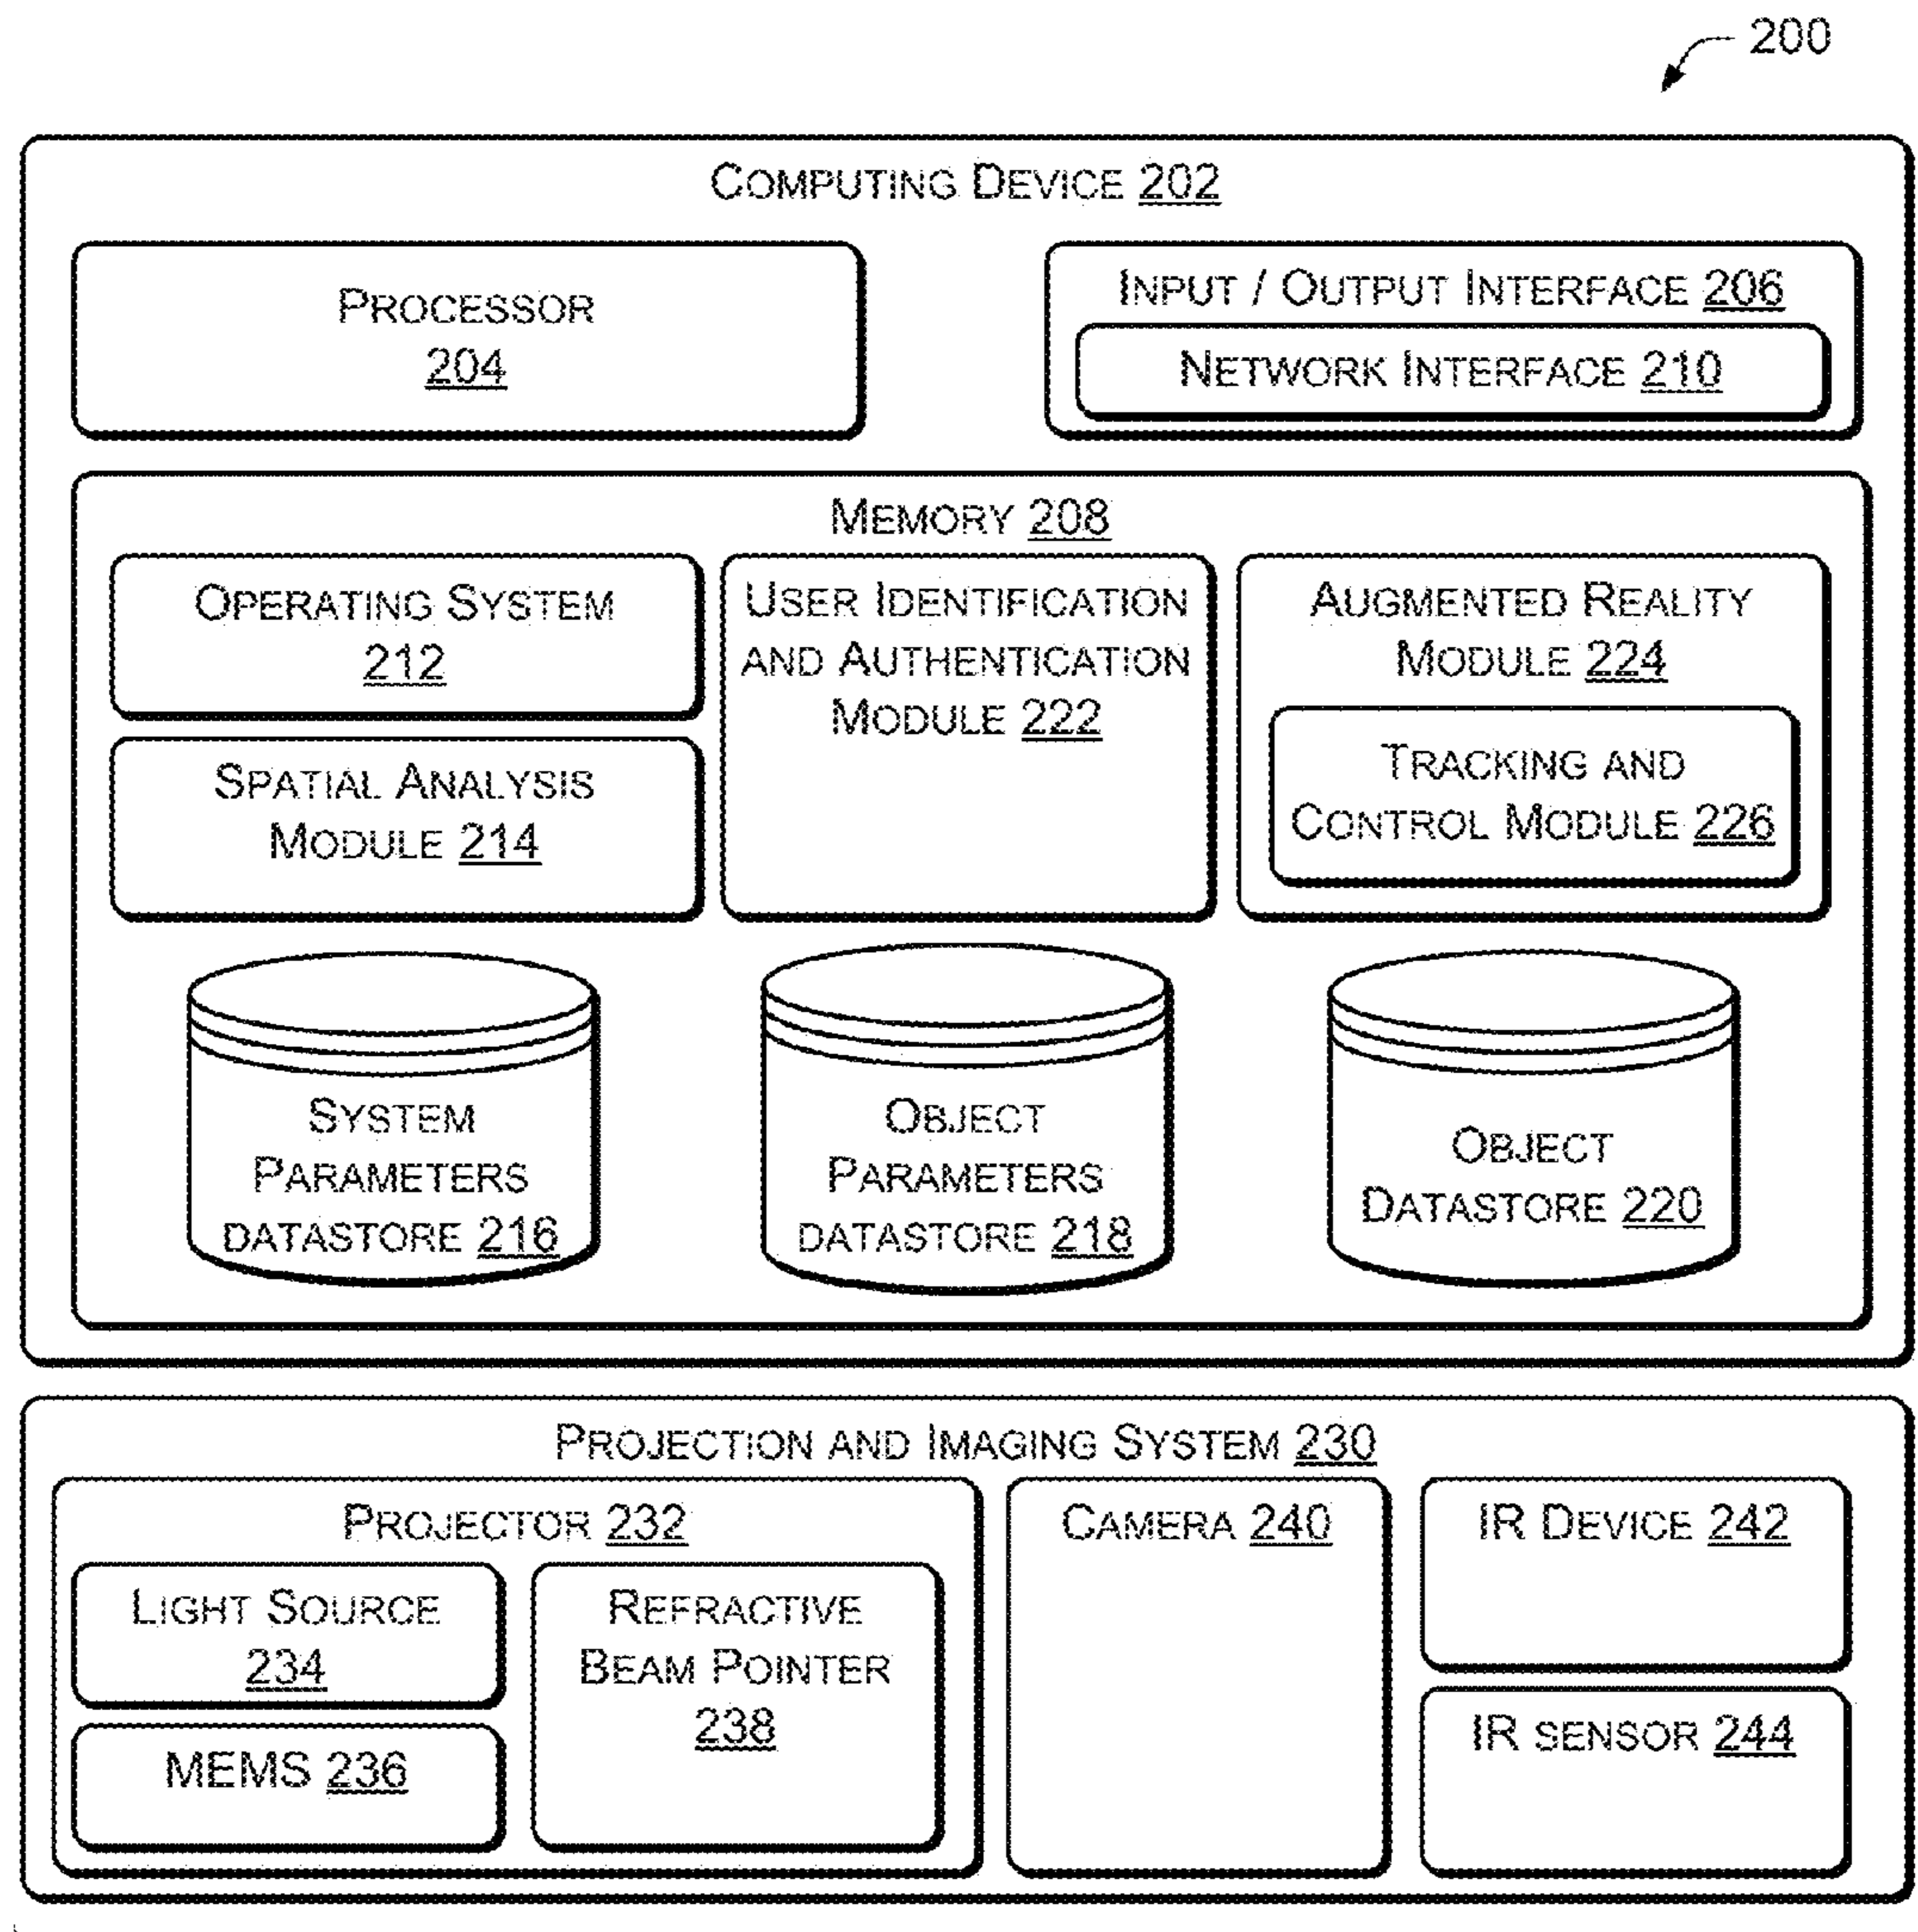 200
COMPUTING DEVICE 202
PROCESSOR
204
INPUT / OUTPUT INTERFACE 206
NETWORK INTERFACE 210
MEMORY 208
OPERATING SYSTEM
212
SPATIAL ANALYSIS
MODULE 214
USER IDENTIFICATION
AND AUTHENTICATION
MODULE 222
AUGMENTED REALITY
MODULE 224
TRACKING AND
CONTROL MODULE 226
SYSTEM
PARAMETERS
DATASTORE 216
OBJECT
PARAMETERS
DATASTORE 218
OBJECT
DATASTORE 220
PROJECTION AND IMAGING SYSTEM 230
PROJECTOR 232
LIGHT SOURCE
234
MEMS 236
REFRACTIVE
BEAM POINTER
238
CAMERA 240
IR DEVICE 242
IR SENSOR 244